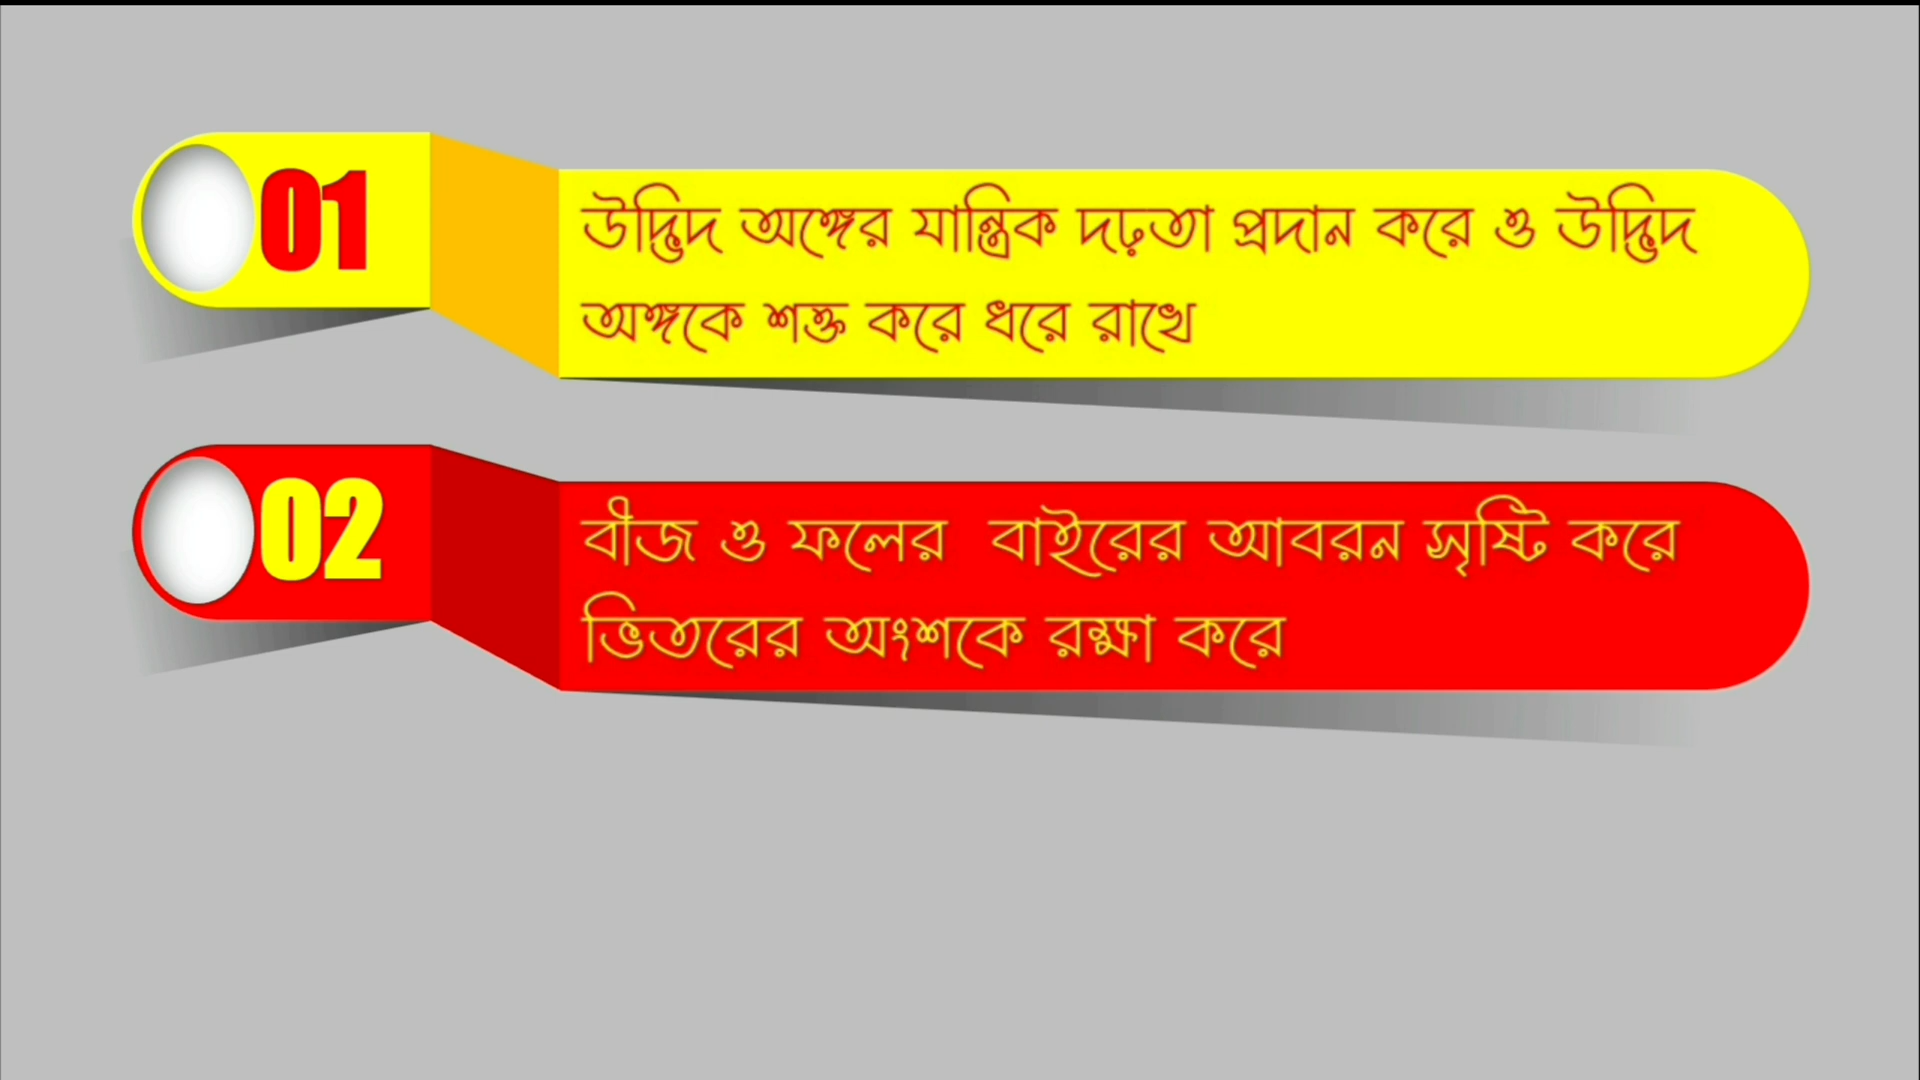 01
উদ্ভিদ অঙ্গের যান্ত্রিক দঢ়তা প্রদান করে ও উদ্ভিদ
অঙ্গকে শক্ত করে ধরে রাখে
02
বীজ ও ফলের বাইরের আবরন সৃষ্টি করে
ভিতরের অংশকে রক্ষা করে